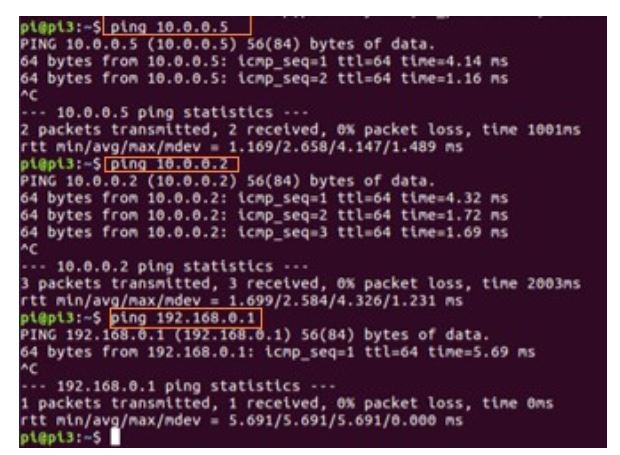 pi@pi3:~$ ping 10.0.0.5
PING 10.0.0.5 (10.0.0.5) 56(84) bytes of data.
64 bytes from 10.0.0.5: icmp_seq=1 ttl=64 time=4.14 ms
64 bytes from 10.0.0.5: icmp_seq=2 ttl=64 time=1.16 ms
^C
--- 10.0.0.5 ping statistics ---
2 packets transmitted, 2 received, 0% packet loss, time 1001ms
rtt min/avg/max/mdev = 1.169/2.658/4.147/1.489 ms
pi@pi3:~$ ping 10.0.0.2
PING 10.0.0.2 (10.0.0.2) 56(84) bytes of data.
64 bytes from 10.0.0.2: icmp_seq=1 ttl=64 time=4.32 ms
64 bytes from 10.0.0.2: icmp_seq=2 ttl=64 time=1.72 ms
64 bytes from 10.0.0.2: icmp_seq=3 ttl=64 time=1.69 ms
^C
--- 10.0.0.2 ping statistics ---
3 packets transmitted, 3 received, 0% packet loss, time 2003ms
rtt min/avg/max/mdev = 1.699/2.584/4.326/1.231 ms
pi@pi3:~$ ping 192.168.0.1
PING 192.168.0.1 (192.168.0.1) 56(84) bytes of data.
64 bytes from 192.168.0.1: icmp_seq=1 ttl=64 time=5.69 ms
^C
--- 192.168.0.1 ping statistics ---
1 packets transmitted, 1 received, 0% packet loss, time 0ms
rtt min/avg/max/mdev = 5.691/5.691/5.691/0.000 ms
pi@pi3:~$